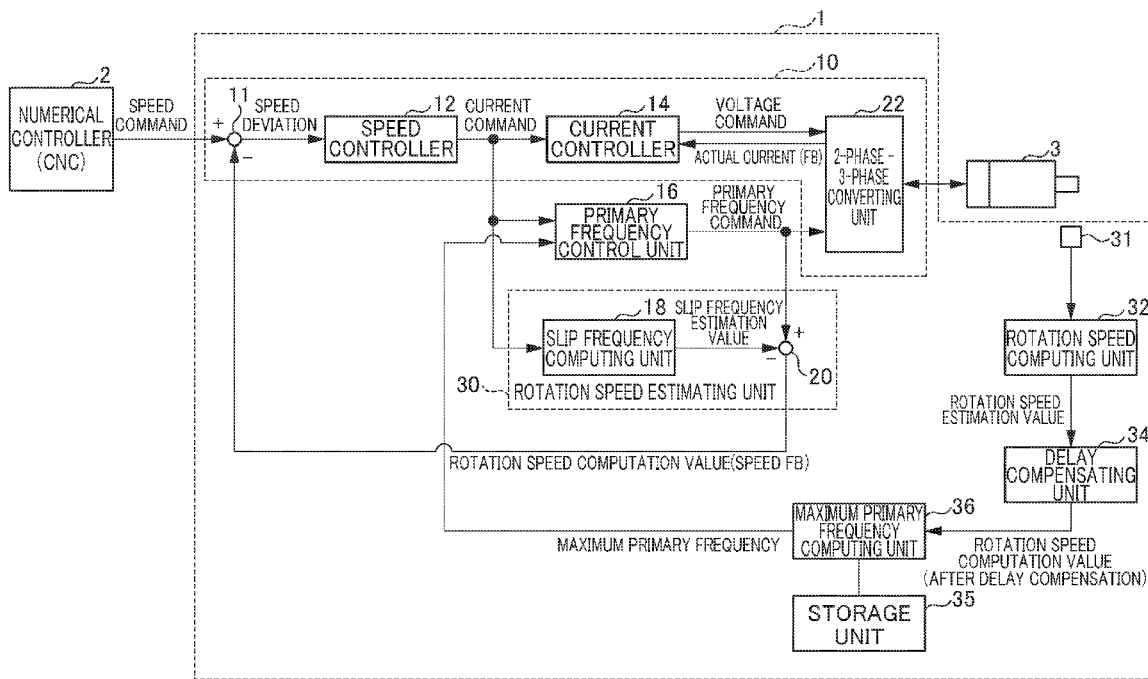 1
2
NUMERICAL
CONTROLLER
(CNC)
SPEED
COMMAND
10
+
11
−
SPEED
DEVIATION
12
SPEED
CONTROLLER
CURRENT
COMMAND
14
CURRENT
CONTROLLER
VOLTAGE
COMMAND
ACTUAL CURRENT (FB)
22
2-PHASE -
3-PHASE
CONVERTING
UNIT
3
16
PRIMARY
FREQUENCY
CONTROL UNIT
PRIMARY
FREQUENCY
COMMAND
31
18
SLIP FREQUENCY
COMPUTING UNIT
SLIP FREQUENCY
ESTIMATION
VALUE
+
−
20
30
ROTATION SPEED ESTIMATING UNIT
32
ROTATION SPEED
COMPUTING UNIT
ROTATION SPEED
ESTIMATION VALUE
34
DELAY
COMPENSATING
UNIT
ROTATION SPEED COMPUTATION VALUE(SPEED FB)
36
MAXIMUM PRIMARY
FREQUENCY
COMPUTING UNIT
MAXIMUM PRIMARY FREQUENCY
ROTATION SPEED
COMPUTATION VALUE
(AFTER DELAY COMPENSATION)
35
STORAGE
UNIT